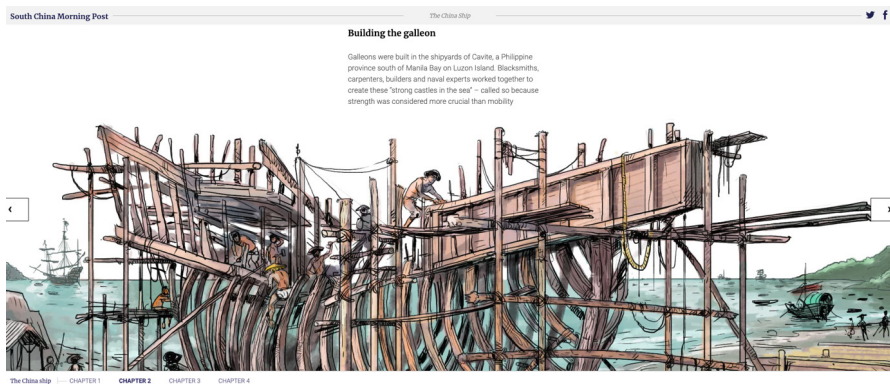 South China Morning Post
The China Ship
Building the galleon
Galleons were built in the shipyards of Cavite, a Philippine
province south of Manila Bay on Luzon Island. Blacksmiths,
carpenters, builders and naval experts worked together to
create these “strong castles in the sea” – called so because
strength was considered more crucial than mobility
The China ship
CHAPTER 1
CHAPTER 2
CHAPTER 3
CHAPTER 4